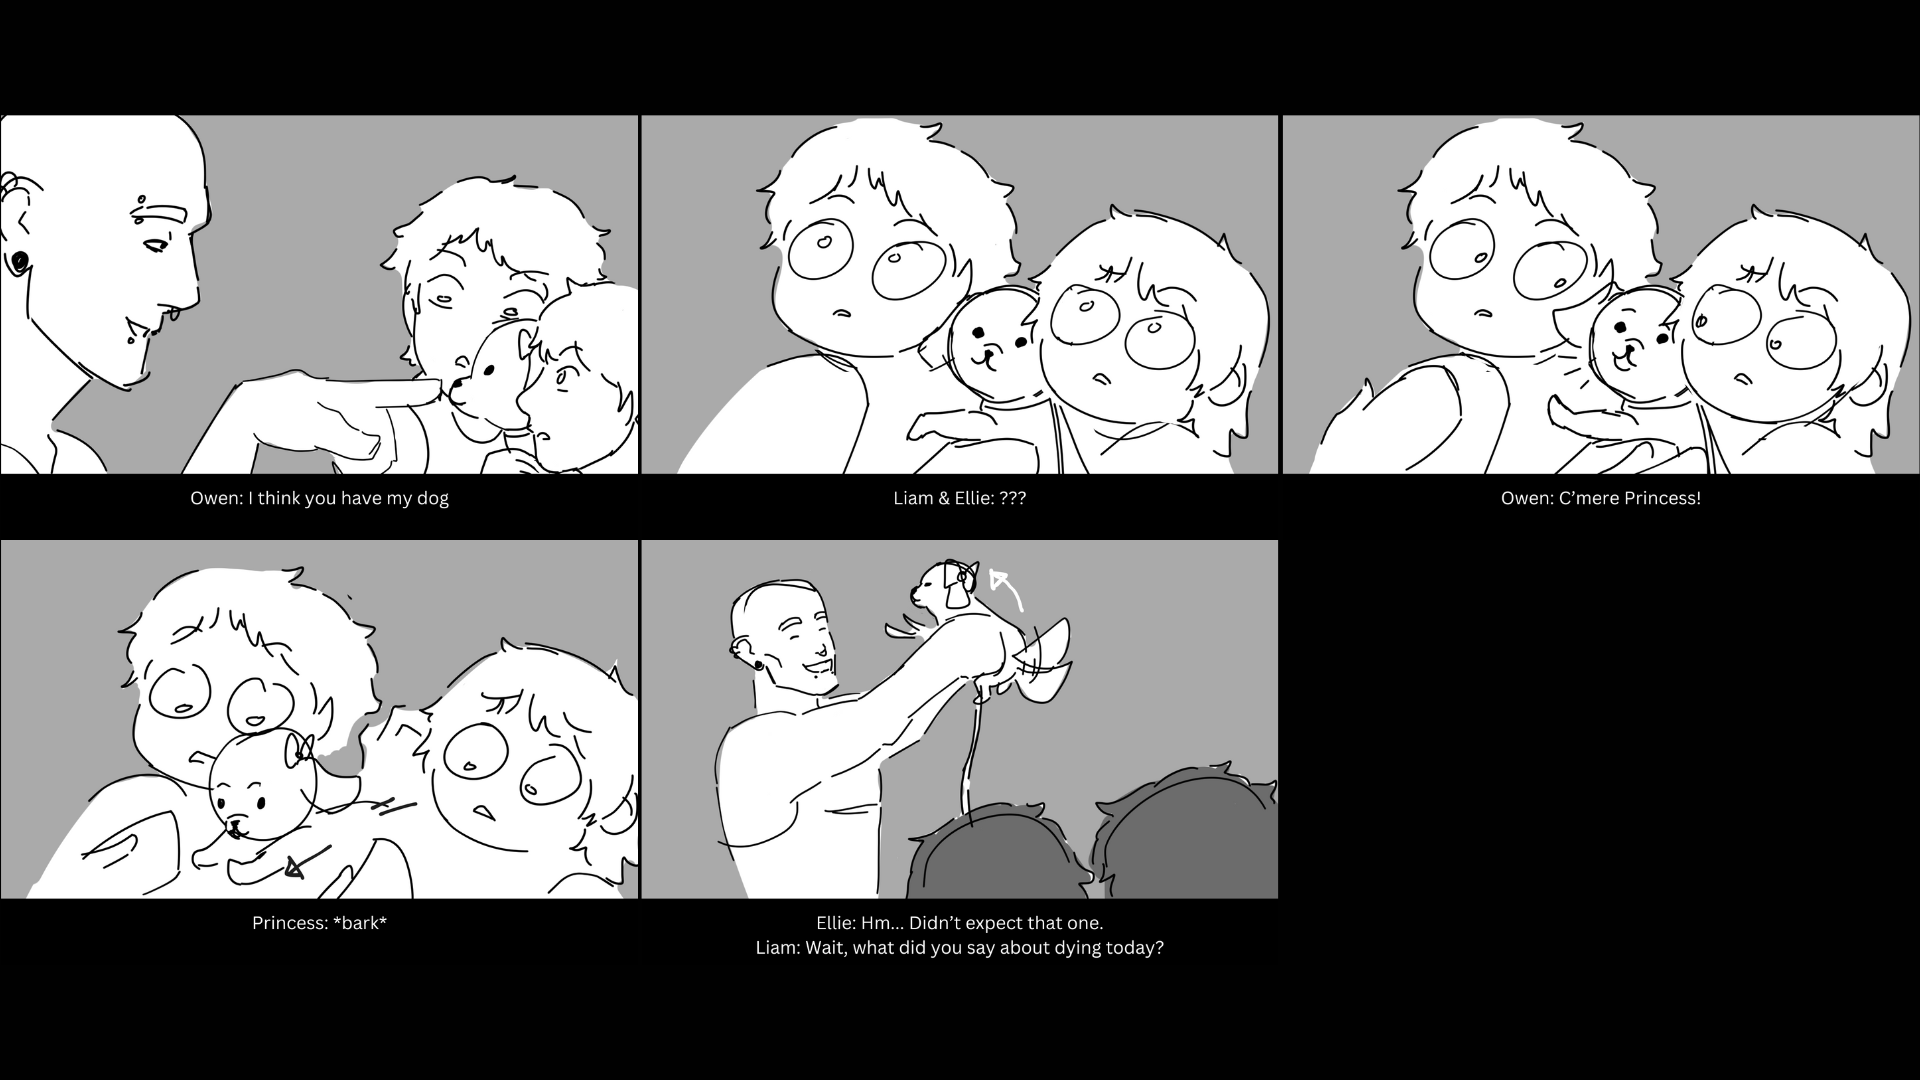 Owen: I think you have my dog
Liam & Ellie: ???
Owen: C’mere Princess!
Princess: *bark*
Ellie: Hm... Didn’t expect that one.
Liam: Wait, what did you say about dying today?